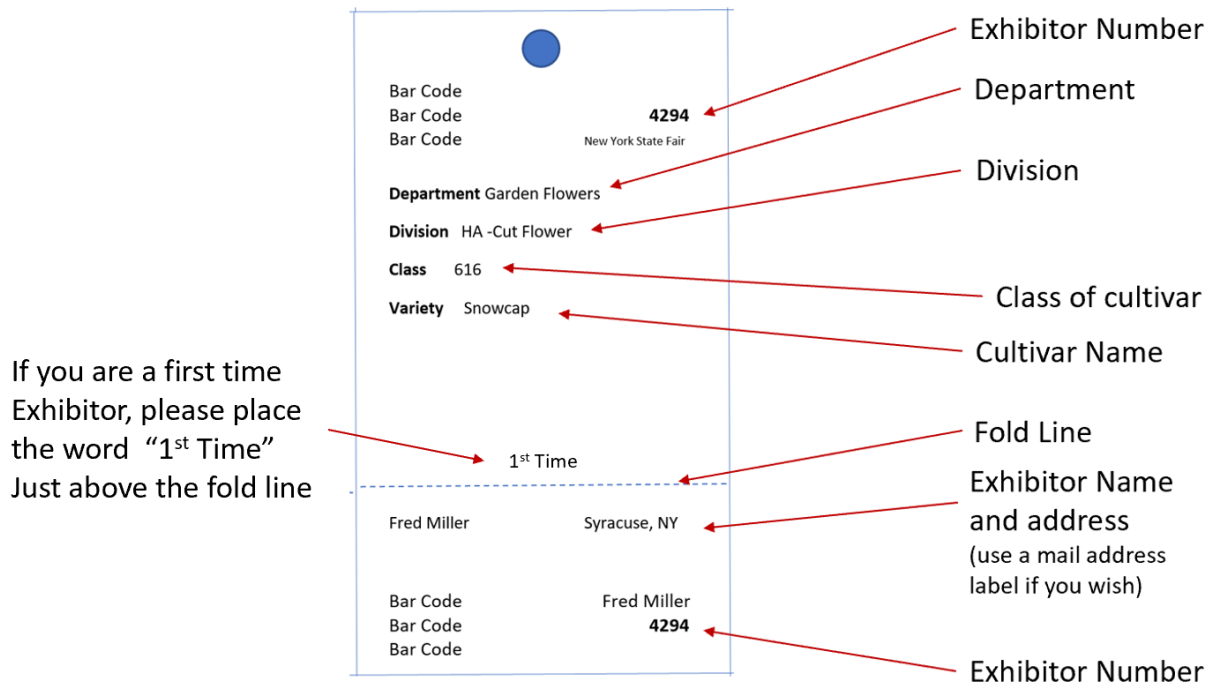 Exhibitor Number
Department
Division
Class of cultivar
Cultivar Name
Fold Line
Exhibitor Name
and address
(use a mail address
label if you wish)
Exhibitor Number
If you are a first time
Exhibitor, please place
the word “1st Time”
Just above the fold line
Bar Code
Bar Code 4294
Bar Code New York State Fair
Department Garden Flowers
Division HA -Cut Flower
Class 616
Variety Snowcap
1st Time
Fred Miller Syracuse, NY
Bar Code Fred Miller
Bar Code 4294
Bar Code